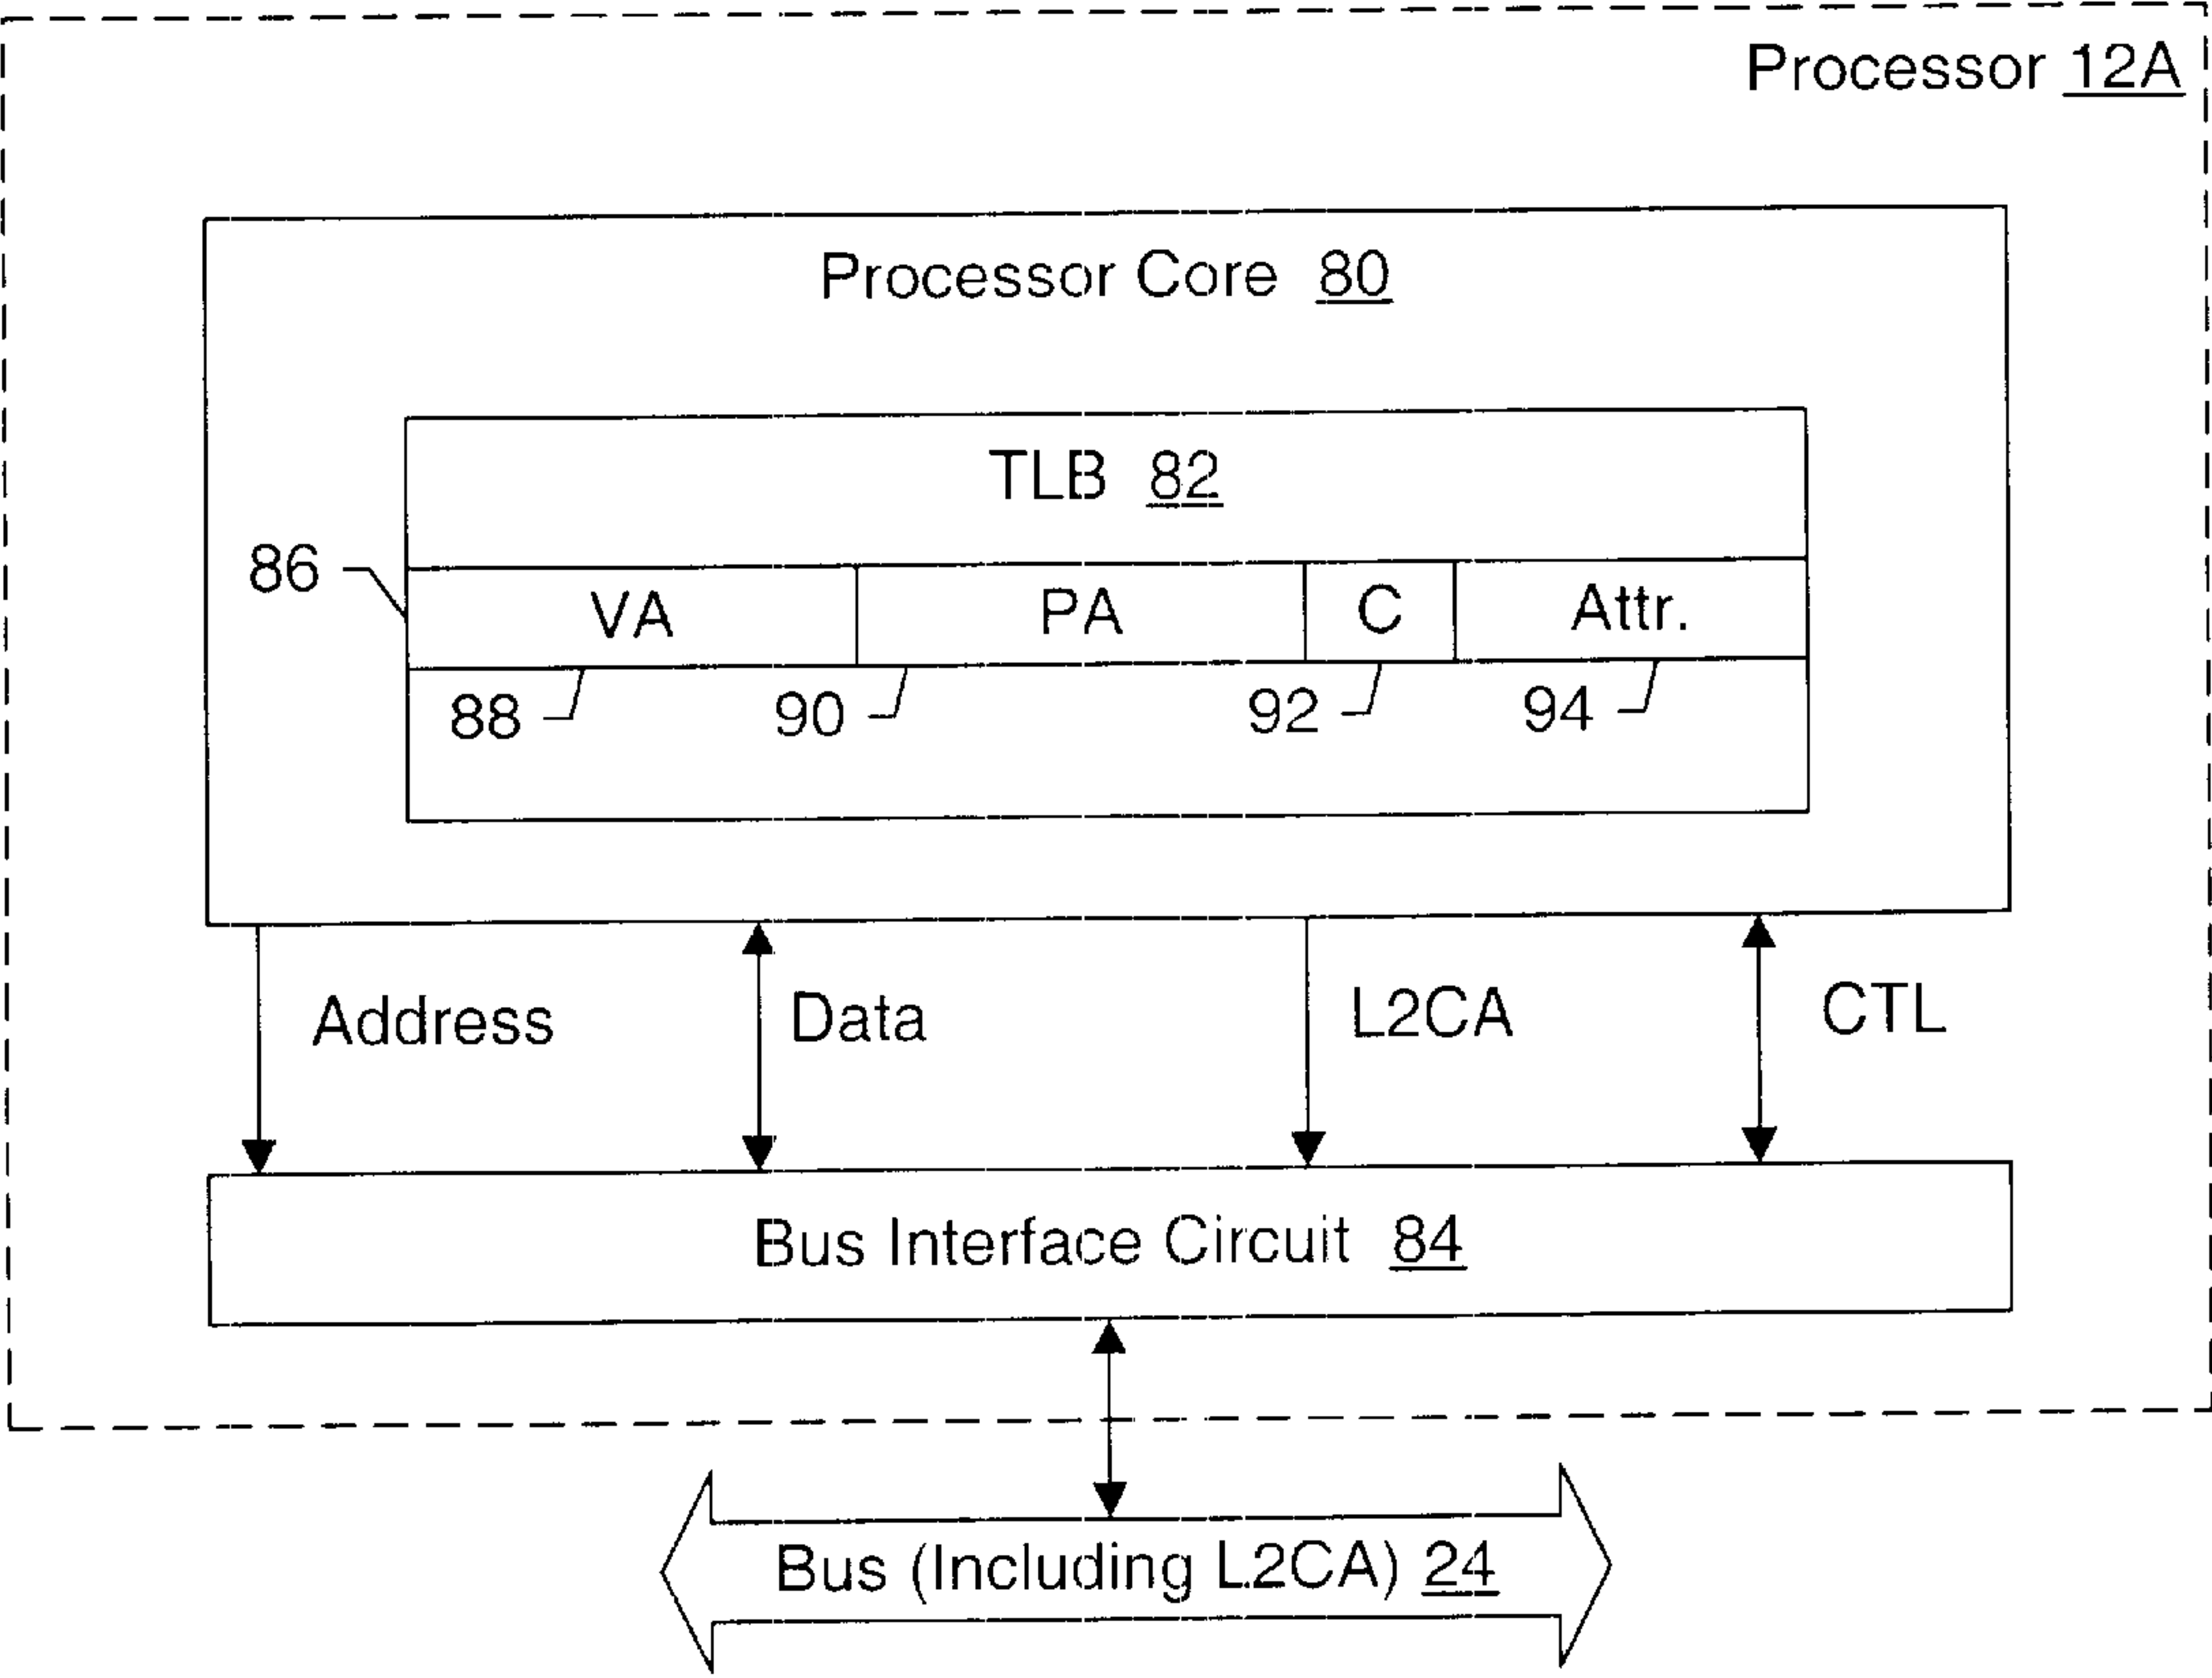 Processor 12A
Processor Core 80
TLB 82
86
VA PA C Attr.
88 90 92 94
Address Data L2CA CTL
Bus Interface Circuit 84
Bus (Including L2CA) 24